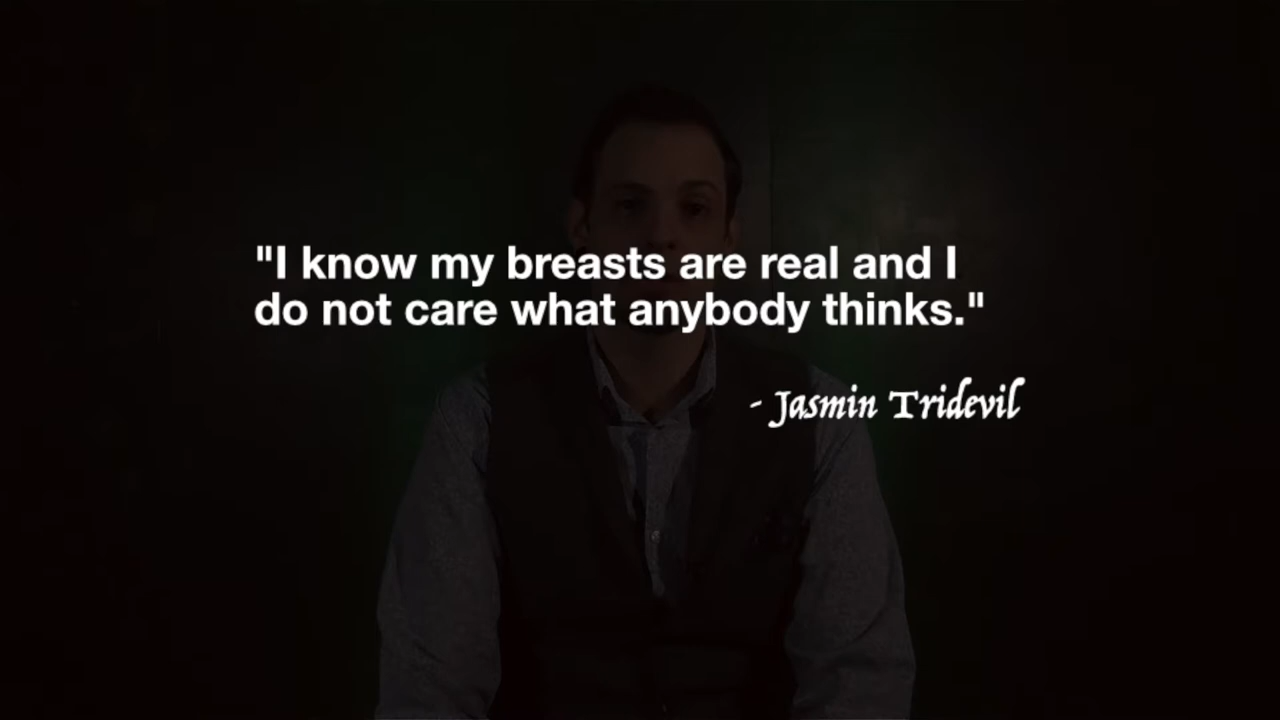 "I know my breasts are real and I
do not care what anybody thinks."
- Jasmin Tridevil